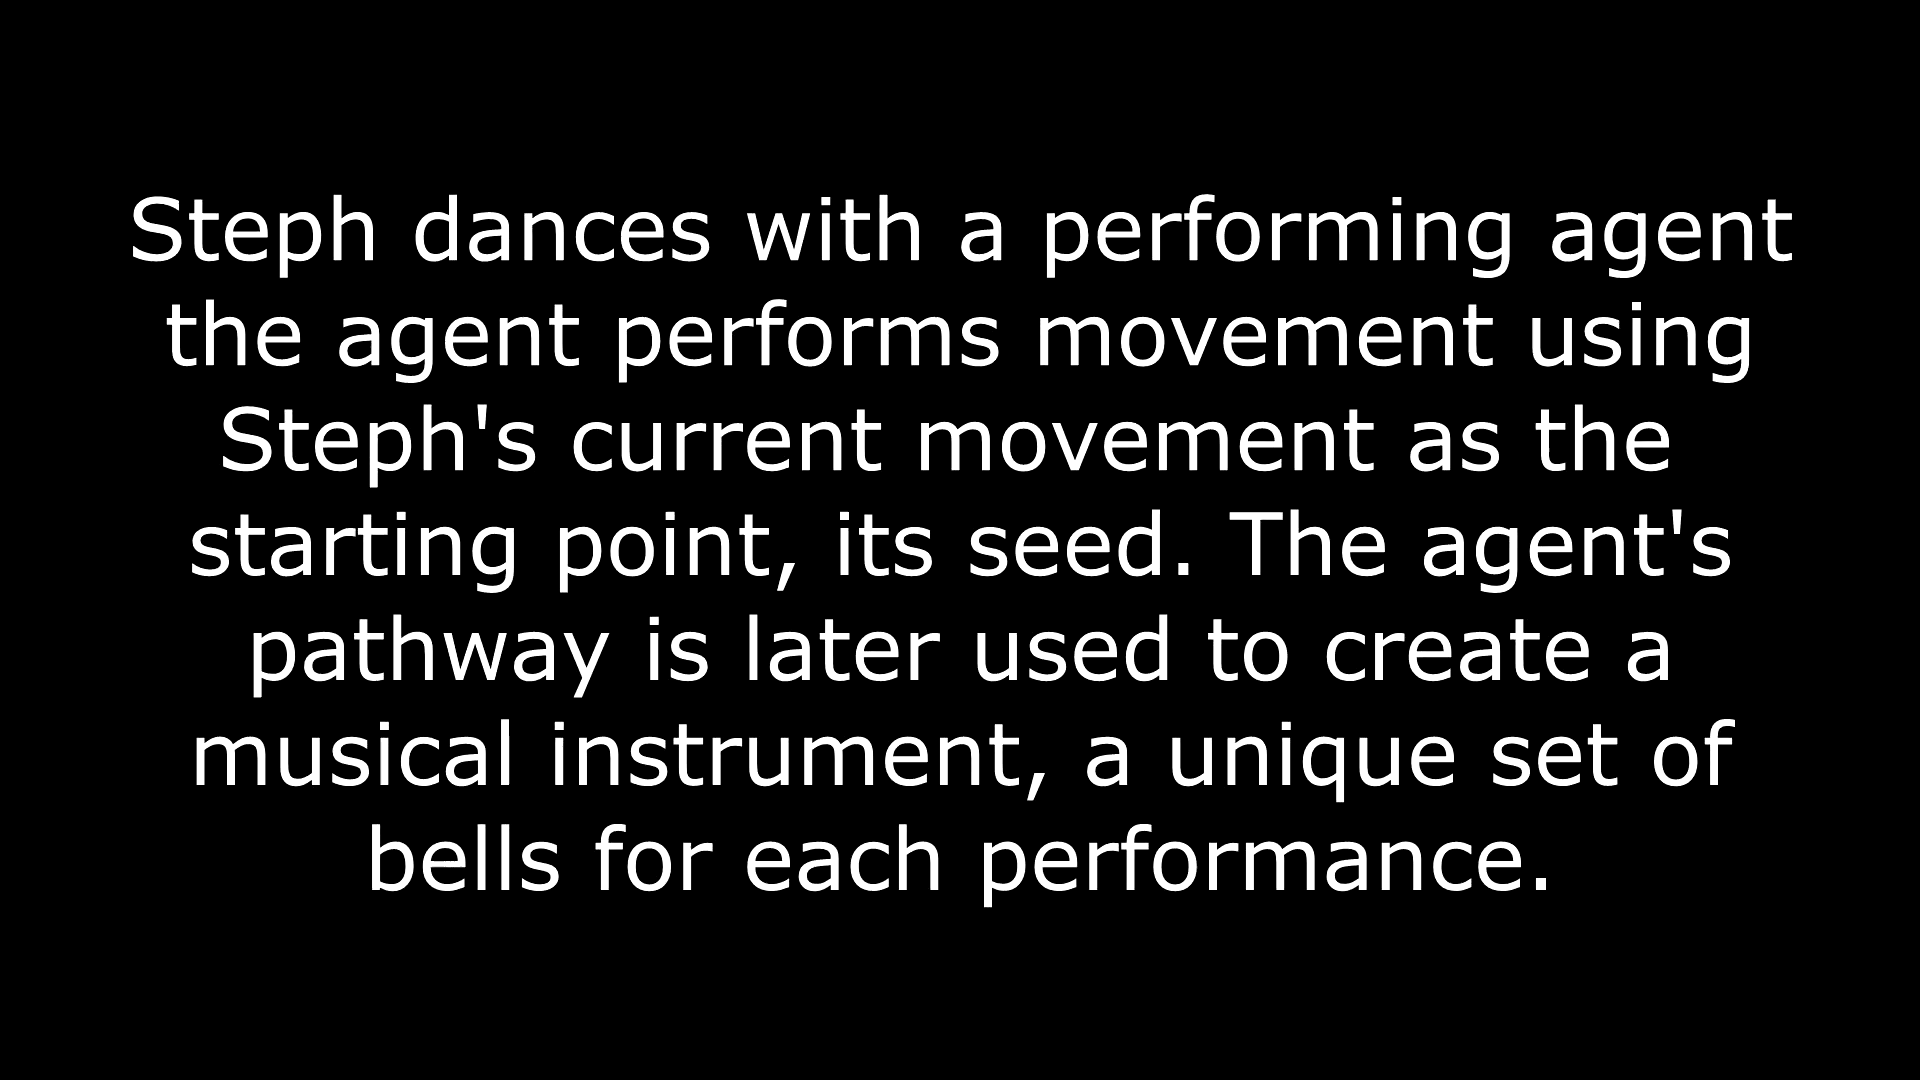 Steph dances with a performing agent
the agent performs movement using
Steph's current movement as the
starting point, its seed. The agent's
pathway is later used to create a
musical instrument, a unique set of
bells for each performance.